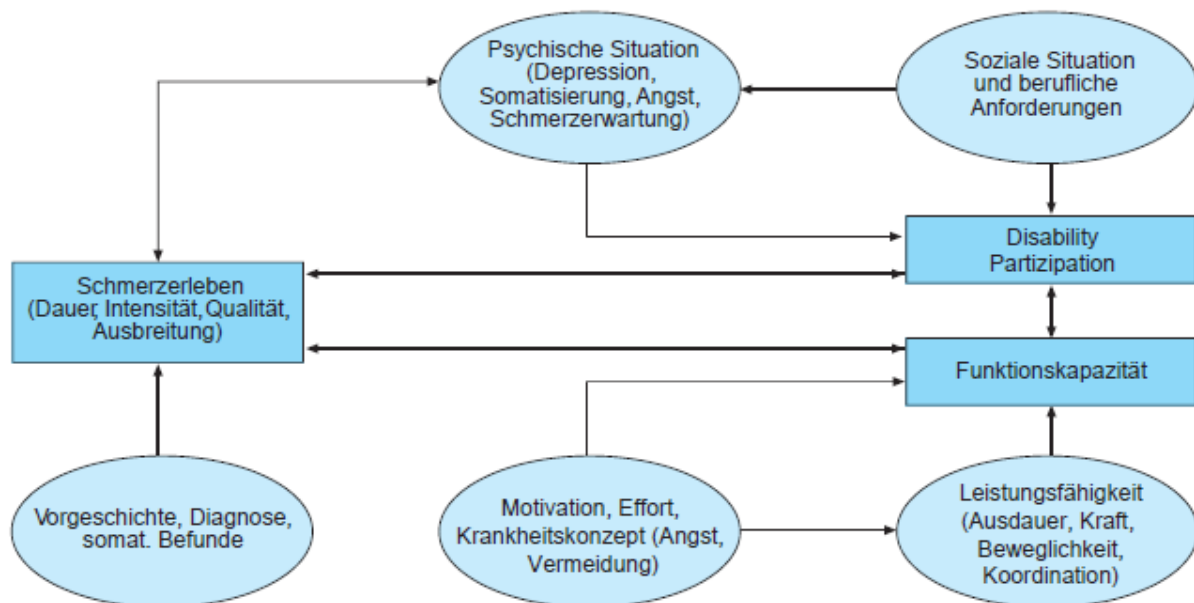 Psychische Situation
(Depression,
Somatisierung, Angst,
Schmerzerwartung)
Soziale Situation
und berufliche
Anforderungen
Disability
Partizipation
Schmerzerleben
(Dauer, Intensität, Qualität,
Ausbreitung)
Funktionskapazität
Vorgeschichte, Diagnose,
somat. Befunde
Motivation, Effort,
Krankheitskonzept (Angst,
Vermeidung)
Leistungsfähigkeit
(Ausdauer, Kraft,
Beweglichkeit,
Koordination)